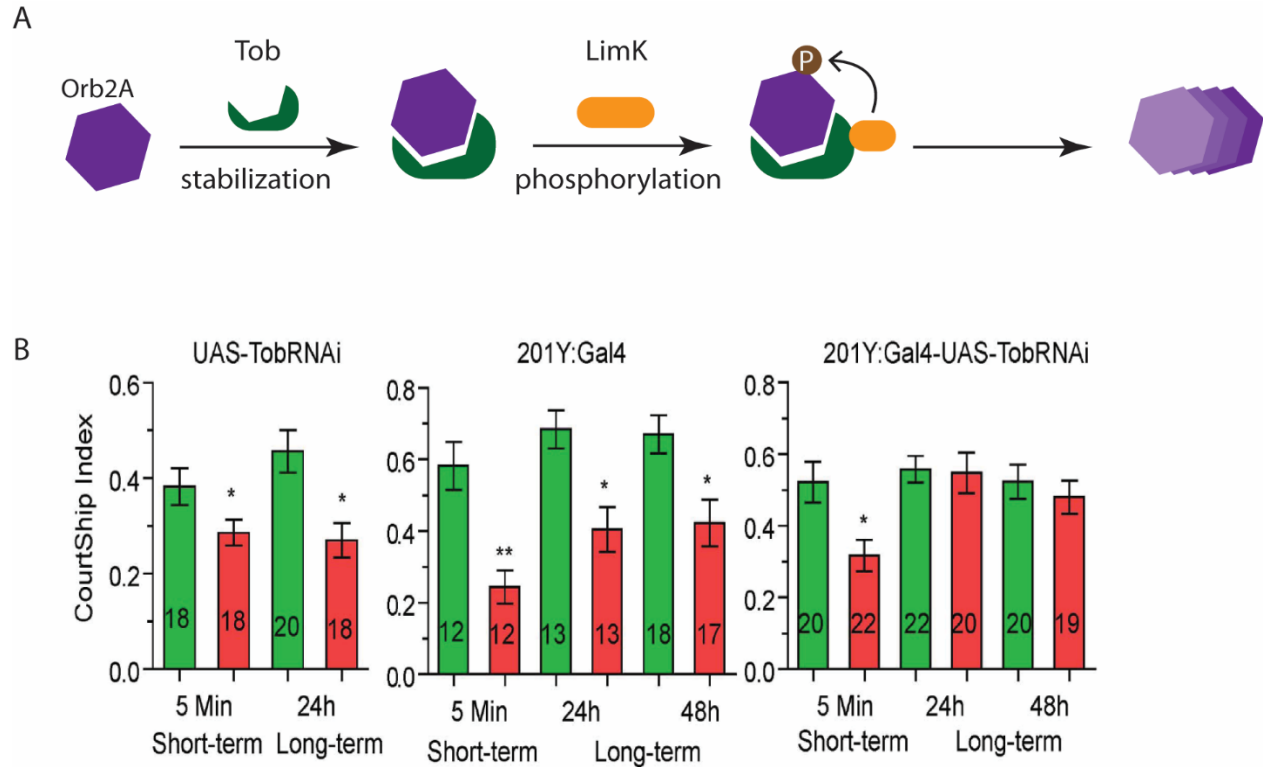 A
Orb2A
Tob
stabilization
LimK
phosphorylation
P
B
UAS-TobRNAi
201Y:Gal4
201Y:Gal4-UAS-TobRNAi
CourtShip Index
0.6
0.4
0.2
0.0
18
18
20
18
5 Min
24h
Short-term
Long-term
0.8
0.6
0.4
0.2
0.0
*
*
**
*
*
12
12
13
13
18
17
5 Min
24h
48h
Short-term
Long-term
0.8
0.6
0.4
0.2
0.0
*
20
22
22
20
20
19
5 Min
24h
48h
Short-term
Long-term